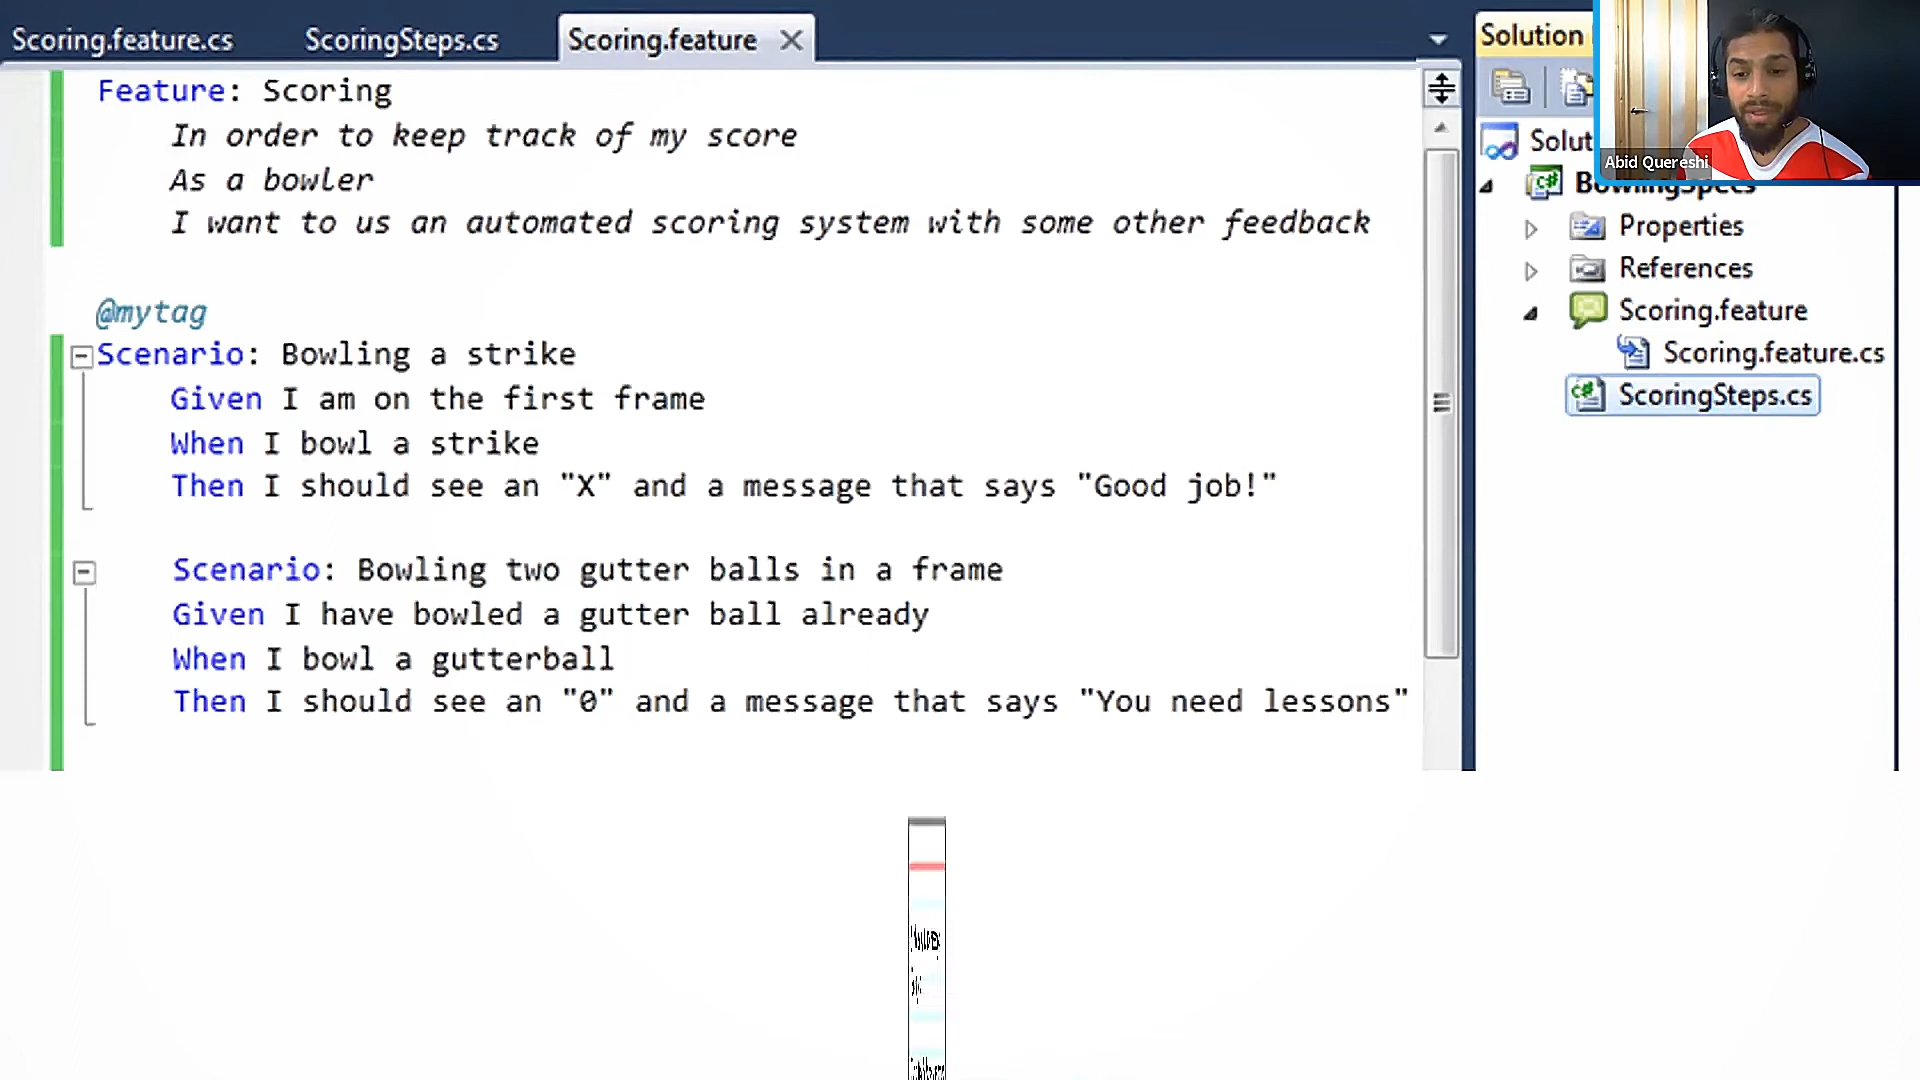 Scoring.feature.cs
ScoringSteps.cs
Scoring.feature
Feature: Scoring
In order to keep track of my score
As a bowler
I want to us an automated scoring system with some other feedback
@mytag
Scenario: Bowling a strike
Given I am on the first frame
When I bowl a strike
Then I should see an "X" and a message that says "Good job!"
Scenario: Bowling two gutter balls in a frame
Given I have bowled a gutter ball already
When I bowl a gutterball
Then I should see an "0" and a message that says "You need lessons"
Solution
Abid Quereshi
Solut
BowlingSpecs
Properties
References
Scoring.feature
Scoring.feature.cs
ScoringSteps.cs